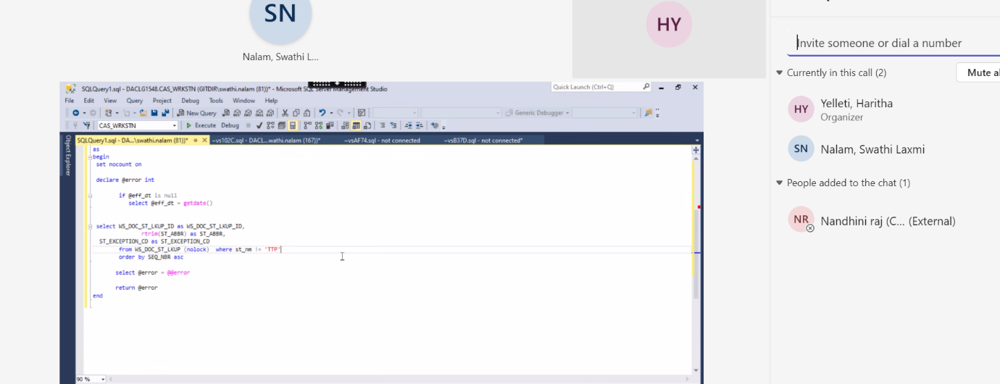 SN
HY
Nalam, Swathi L...
Invite someone or dial a number
Currently in this call (2)
Mute al
HY
Yelleti, Haritha
Organizer
SN
Nalam, Swathi Laxmi
People added to the chat (1)
NR
Nandhini raj (C... (External)
SQLQuery1.sql - DACLG1548.CAS_WRKSTN (GITDIR\swathi.nalam (81))* - Microsoft SQL Server Management Studio
Quick Launch (Ctrl+Q)
File Edit View Query Project Debug Tools Window Help
New Query
Generic Debugger
CAS_WRKSTN
Execute Debug
Object Explorer
SQLQuery1.sql - DA...\swathi.nalam (81))*
~vs102C.sql - DACL...wathi.nalam (167))*
~vsAF74.sql - not connected
~vsB37D.sql - not connected*
as
begin
set nocount on
declare @error int
if @eff_dt is null
select @eff_dt = getdate()
select WS_DOC_ST_LKUP_ID as WS_DOC_ST_LKUP_ID,
rtrim(ST_ABBR) as ST_ABBR,
ST_EXCEPTION_CD as ST_EXCEPTION_CD
from WS_DOC_ST_LKUP (nolock) where st_nm != 'TTP'
order by SEQ_NBR asc
select @error = @@error
return @error
end
90 %